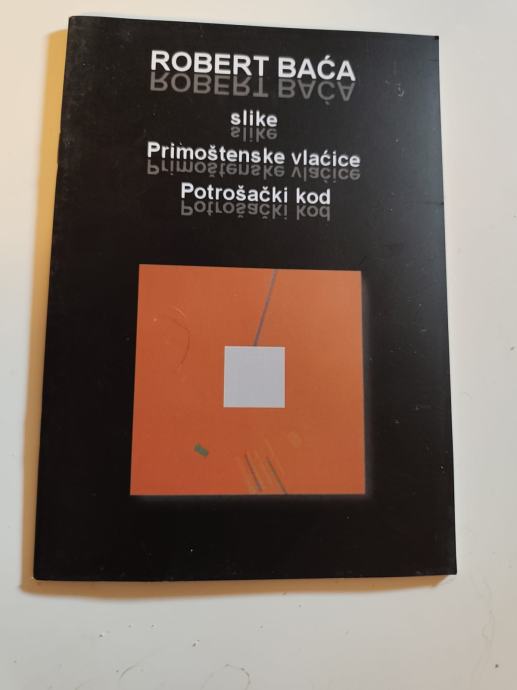 ROBERT BAĆA
slike
Primoštenske vlaćice
Potrošački kod